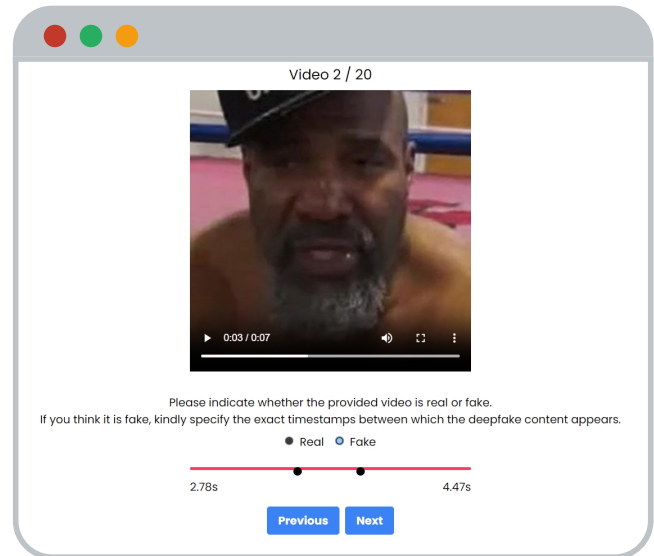 Video 2 / 20
0:03 / 0:07
Please indicate whether the provided video is real or fake.
If you think it is fake, kindly specify the exact timestamps between which the deepfake content appears.
Real Fake
2.78s 4.47s
Previous Next